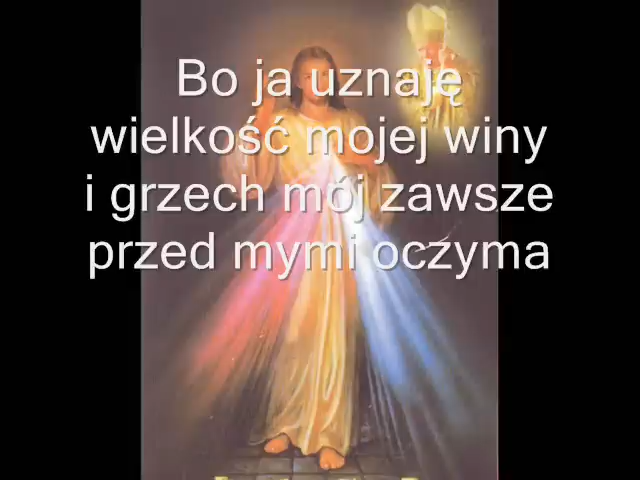 Bo ja uznaję
wielkość mojej winy
i grzech mój zawsze
przed mymi oczyma